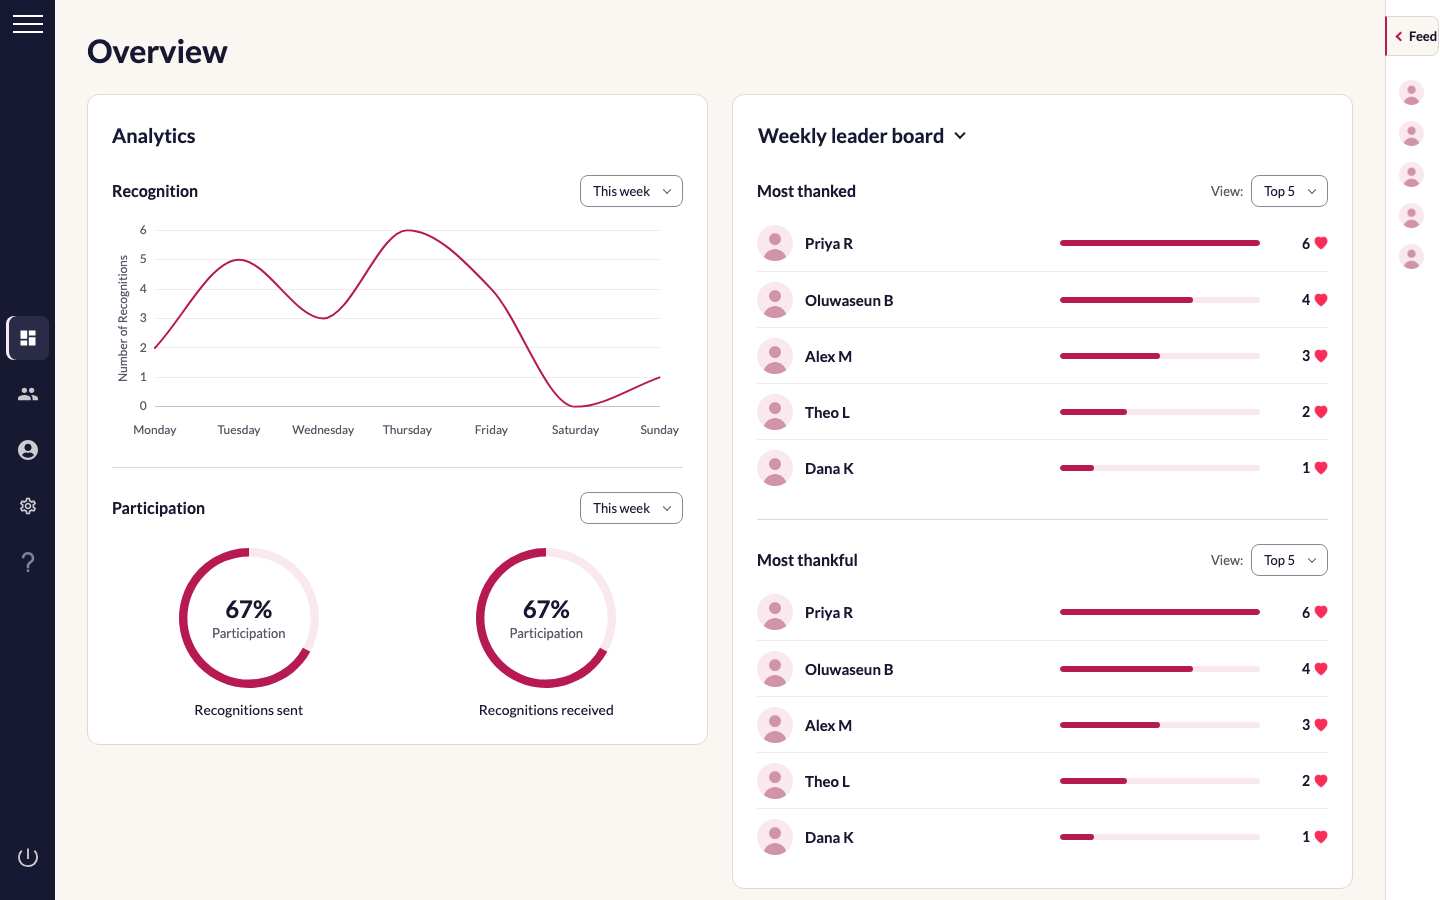 Overview
Feed
Analytics
Recognition
This week
Number of Recognitions
6
5
4
3
2
1
0
Monday
Tuesday
Wednesday
Thursday
Friday
Saturday
Sunday
Participation
This week
67%
Participation
Recognitions sent
67%
Participation
Recognitions received
Weekly leader board
Most thanked
View:
Top 5
Priya R
6
Oluwaseun B
4
Alex M
3
Theo L
2
Dana K
1
Most thankful
View:
Top 5
Priya R
6
Oluwaseun B
4
Alex M
3
Theo L
2
Dana K
1